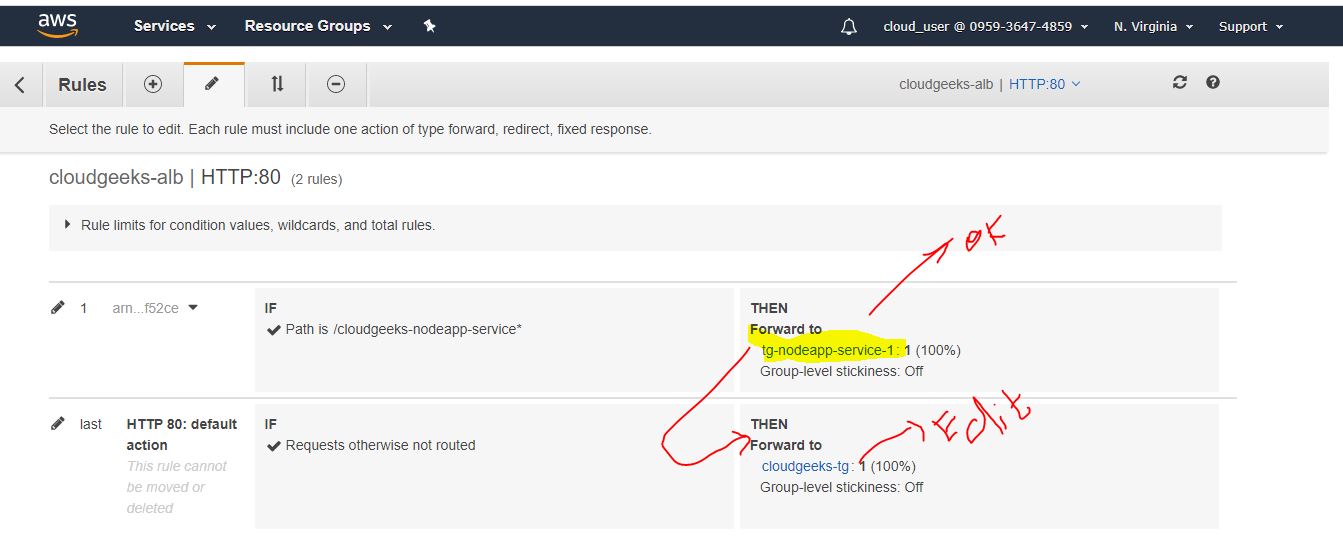 aws Services Resource Groups cloud_user @ 0959-3647-4859 N. Virginia Support
Rules cloudgeeks-alb | HTTP:80
Select the rule to edit. Each rule must include one action of type forward, redirect, fixed response.
cloudgeeks-alb | HTTP:80 (2 rules)
Rule limits for condition values, wildcards, and total rules.
OK
1 arn...f52ce
IF
Path is /cloudgeeks-nodeapp-service*
THEN
Forward to
tg-nodeapp-service-1: 1 (100%)
Group-level stickiness: Off
Edit
last HTTP 80: default
action
This rule cannot
be moved or
deleted
IF
Requests otherwise not routed
THEN
Forward to
cloudgeeks-tg: 1 (100%)
Group-level stickiness: Off